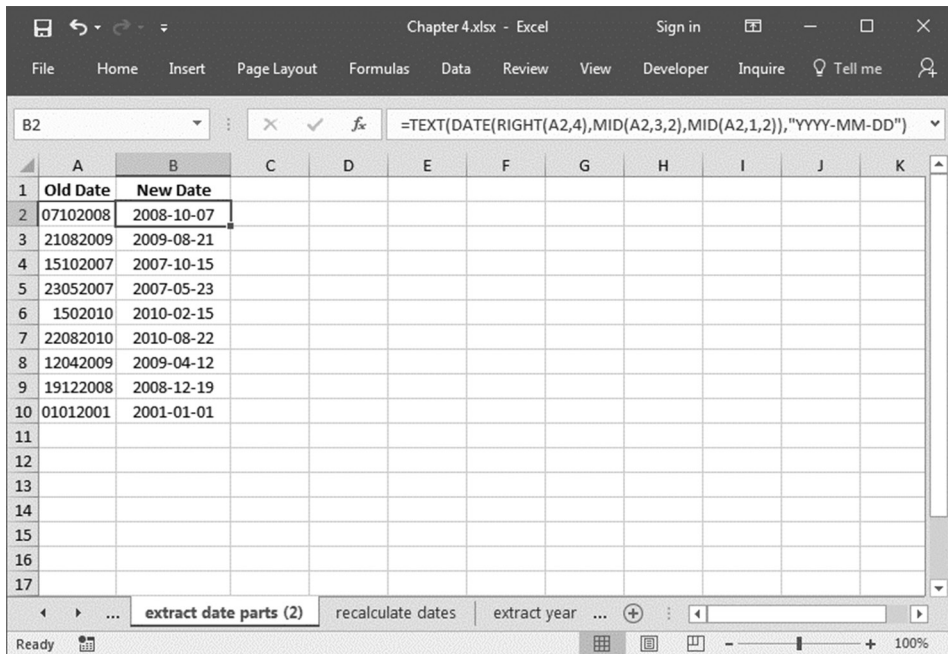 Chapter 4.xlsx - Excel
Sign in
File Home Insert Page Layout Formulas Data Review View Developer Inquire Tell me
B2 fx =TEXT(DATE(RIGHT(A2,4),MID(A2,3,2),MID(A2,1,2)),"YYYY-MM-DD")
A B C D E F G H I J K
1 Old Date New Date
2 07102008 2008-10-07
3 21082009 2009-08-21
4 15102007 2007-10-15
5 23052007 2007-05-23
6 1502010 2010-02-15
7 22082010 2010-08-22
8 12042009 2009-04-12
9 19122008 2008-12-19
10 01012001 2001-01-01
11
12
13
14
15
16
17
... extract date parts (2) recalculate dates extract year ...
Ready 100%